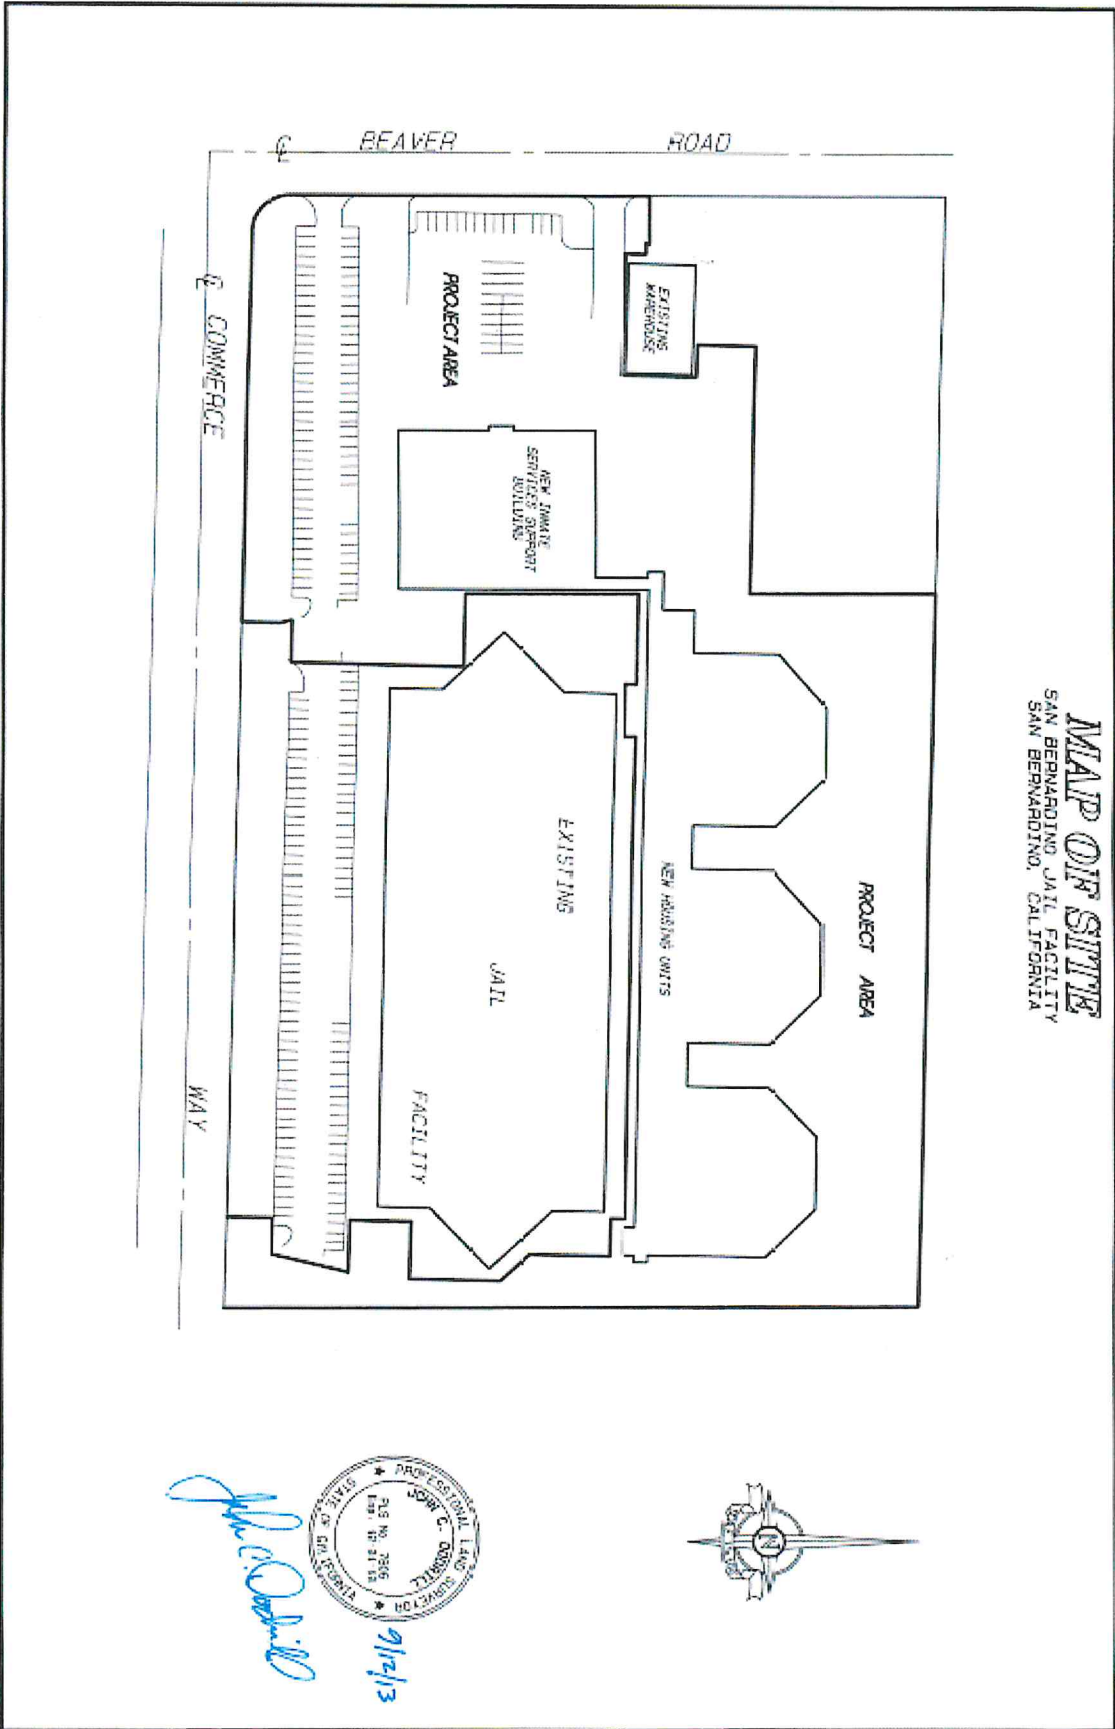 MAP OF SITE
SAN BERNARDINO JAIL FACILITY
SAN BERNARDINO, CALIFORNIA
BEAVER ROAD
EXISTING
WAREHOUSE
PROJECT AREA
NEW INMATE
SERVICES SUPPORT
BUILDING
PROJECT AREA
NEW HOUSING UNITS
EXISTING
JAIL
FACILITY
℄ COMMERCE WAY
℄
N
PROFESSIONAL LAND SURVEYOR
JOHN C.
PLS NO.
STATE OF CALIFORNIA
9/12/13